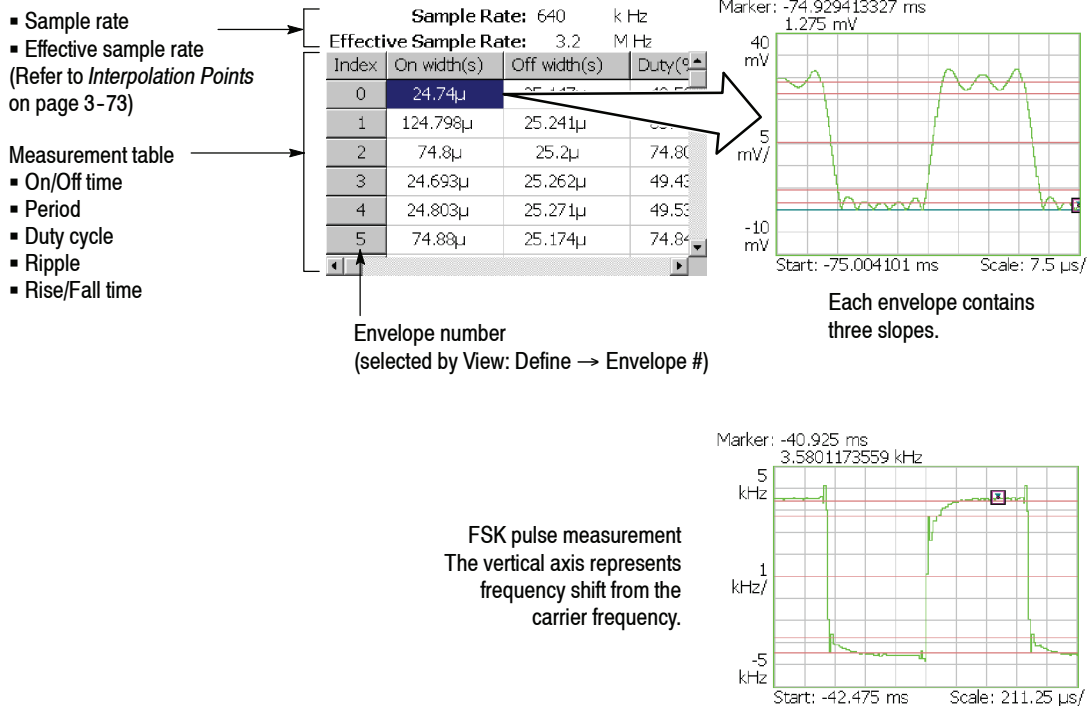 ▪ Sample rate
▪ Effective sample rate
(Refer to Interpolation Points
on page 3-73)
Measurement table
▪ On/Off time
▪ Period
▪ Duty cycle
▪ Ripple
▪ Rise/Fall time
Sample Rate: 640 k Hz
Effective Sample Rate: 3.2 M Hz
Index On width(s) Off width(s) Duty(%
0 24.74µ
1 124.798µ 25.241µ
2 74.8µ 25.2µ 74.80
3 24.693µ 25.262µ 49.43
4 24.803µ 25.271µ 49.53
5 74.88µ 25.174µ 74.84
Envelope number
(selected by View: Define → Envelope #)
Marker: -74.929413327 ms
1.275 mV
40
mV
5
mV/
-10
mV
Start: -75.004101 ms Scale: 7.5 µs/
Each envelope contains
three slopes.
FSK pulse measurement
The vertical axis represents
frequency shift from the
carrier frequency.
Marker: -40.925 ms
3.5801173559 kHz
5
kHz
1
kHz/
-5
kHz
Start: -42.475 ms Scale: 211.25 µs/